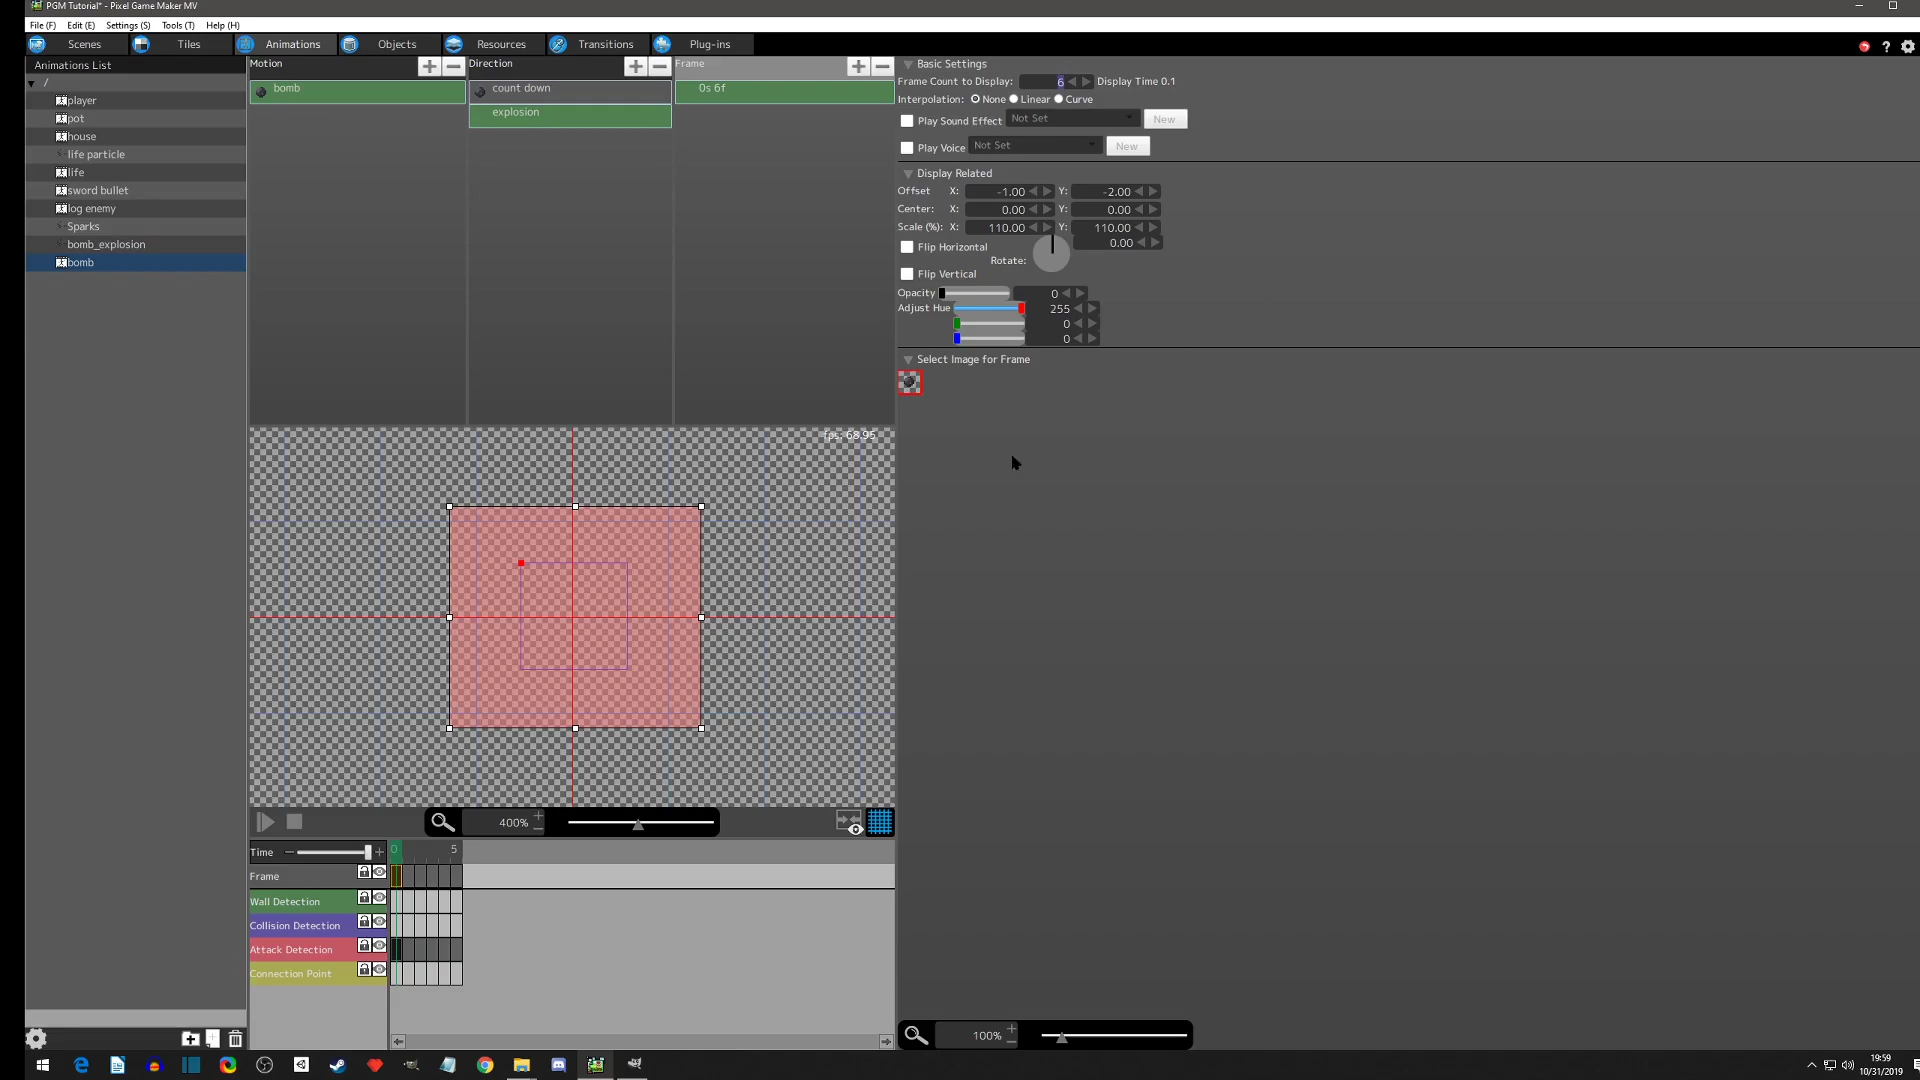 PGM Tutorial* - Pixel Game Maker MV
File (F) Edit (E) Settings (S) Tools (T) Help (H)
Scenes Tiles Animations Objects Resources Transitions Plug-ins
Animations List
/
player
pot
house
life particle
life
sword bullet
log enemy
Sparks
bomb_explosion
bomb
Motion
bomb
Direction
count down
explosion
Frame
0s 6f
Basic Settings
Frame Count to Display: 6 Display Time 0.1
Interpolation: None Linear Curve
Play Sound Effect Not Set New
Play Voice Not Set New
Display Related
Offset X: -1.00 Y: -2.00
Center: X: 0.00 Y: 0.00
Scale (%): X: 110.00 Y: 110.00
Flip Horizontal 0.00
Rotate:
Flip Vertical
Opacity 0
Adjust Hue 255
0
0
Select Image for Frame
fps: 68.95
400%
Time 0 5
Frame
Wall Detection
Collision Detection
Attack Detection
Connection Point
100%
19:59
10/31/2019